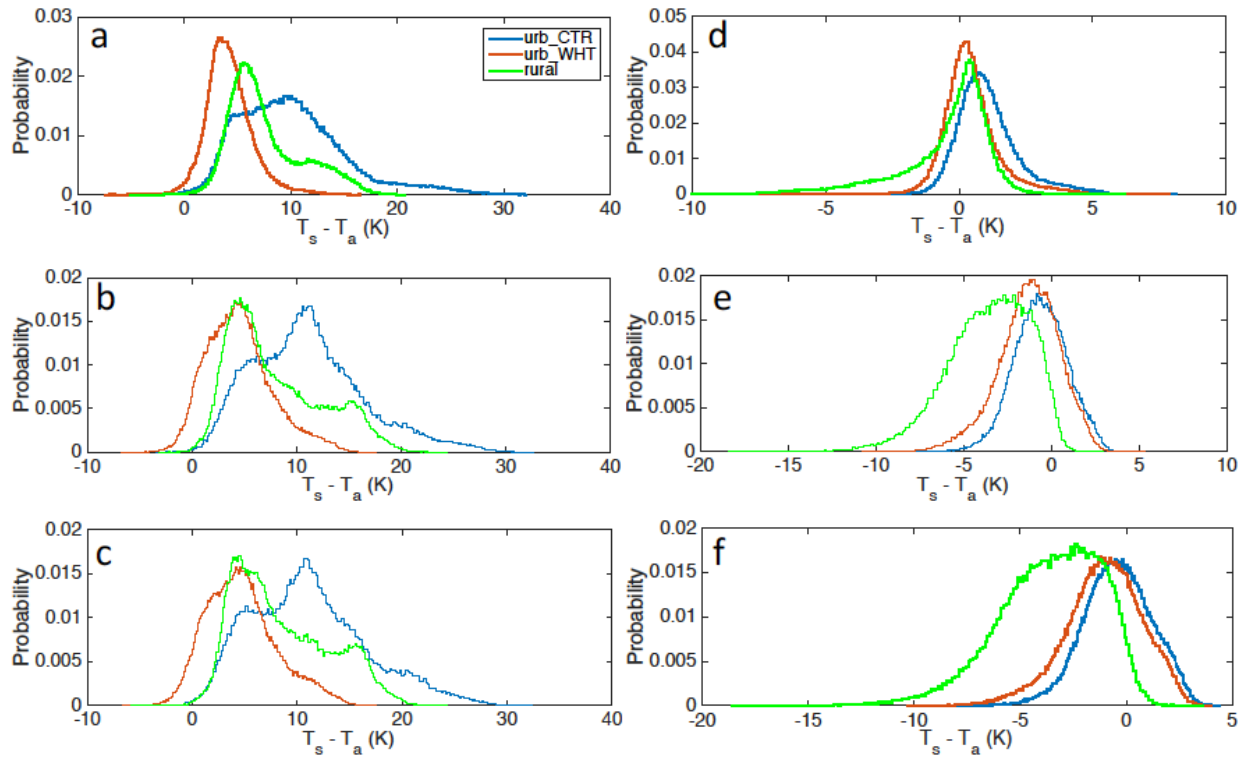 a
0.03
0.02
0.01
0
Probability
-10 0 10 20 30 40
T_s - T_a (K)
urb_CTR
urb_WHT
rural
d
0.05
0.04
0.03
0.02
0.01
0
Probability
-10 -5 0 5 10
T_s - T_a (K)
b
0.02
0.015
0.01
0.005
0
Probability
-10 0 10 20 30 40
T_s - T_a (K)
e
0.02
0.015
0.01
0.005
0
Probability
-20 -15 -10 -5 0 5 10
T_s - T_a (K)
c
0.02
0.015
0.01
0.005
0
Probability
-10 0 10 20 30 40
T_s - T_a (K)
f
0.02
0.015
0.01
0.005
0
Probability
-20 -15 -10 -5 0 5
T_s - T_a (K)